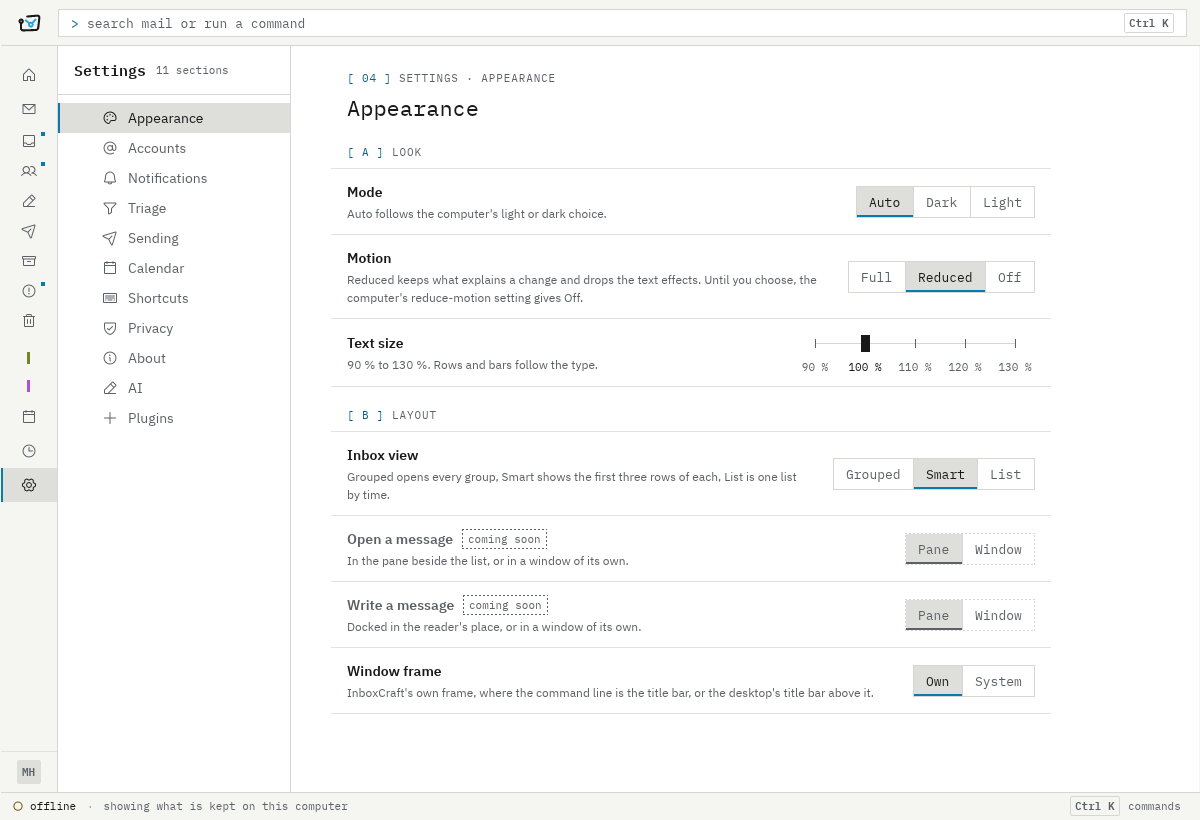 > search mail or run a command Ctrl K
Settings 11 sections
Appearance
Accounts
Notifications
Triage
Sending
Calendar
Shortcuts
Privacy
About
AI
Plugins
MH
[ 04 ] SETTINGS · APPEARANCE
Appearance
[ A ] LOOK
Mode
Auto follows the computer's light or dark choice.
Auto Dark Light
Motion
Reduced keeps what explains a change and drops the text effects. Until you choose, the
computer's reduce-motion setting gives Off.
Full Reduced Off
Text size
90 % to 130 %. Rows and bars follow the type.
90 % 100 % 110 % 120 % 130 %
[ B ] LAYOUT
Inbox view
Grouped opens every group, Smart shows the first three rows of each, List is one list
by time.
Grouped Smart List
Open a message coming soon
In the pane beside the list, or in a window of its own.
Pane Window
Write a message coming soon
Docked in the reader's place, or in a window of its own.
Pane Window
Window frame
InboxCraft's own frame, where the command line is the title bar, or the desktop's title bar above it.
Own System
offline · showing what is kept on this computer
Ctrl K commands